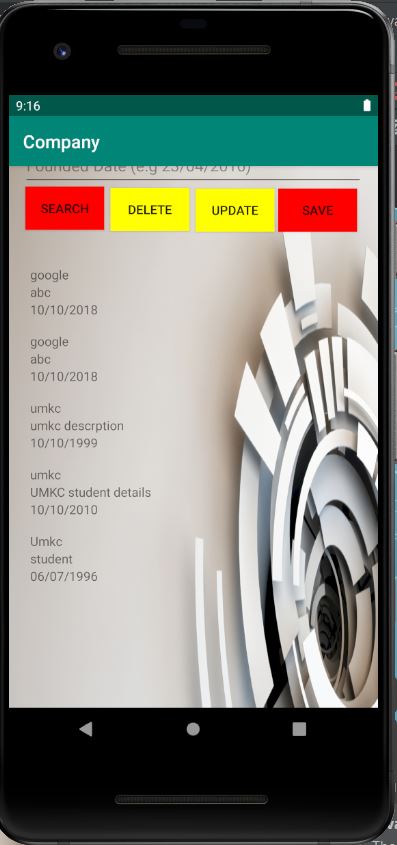 9:16
Company
Founded Date (e.g 23/04/2016)
SEARCH DELETE UPDATE SAVE
google
abc
10/10/2018
google
abc
10/10/2018
umkc
umkc descrption
10/10/1999
umkc
UMKC student details
10/10/2010
Umkc
student
06/07/1996